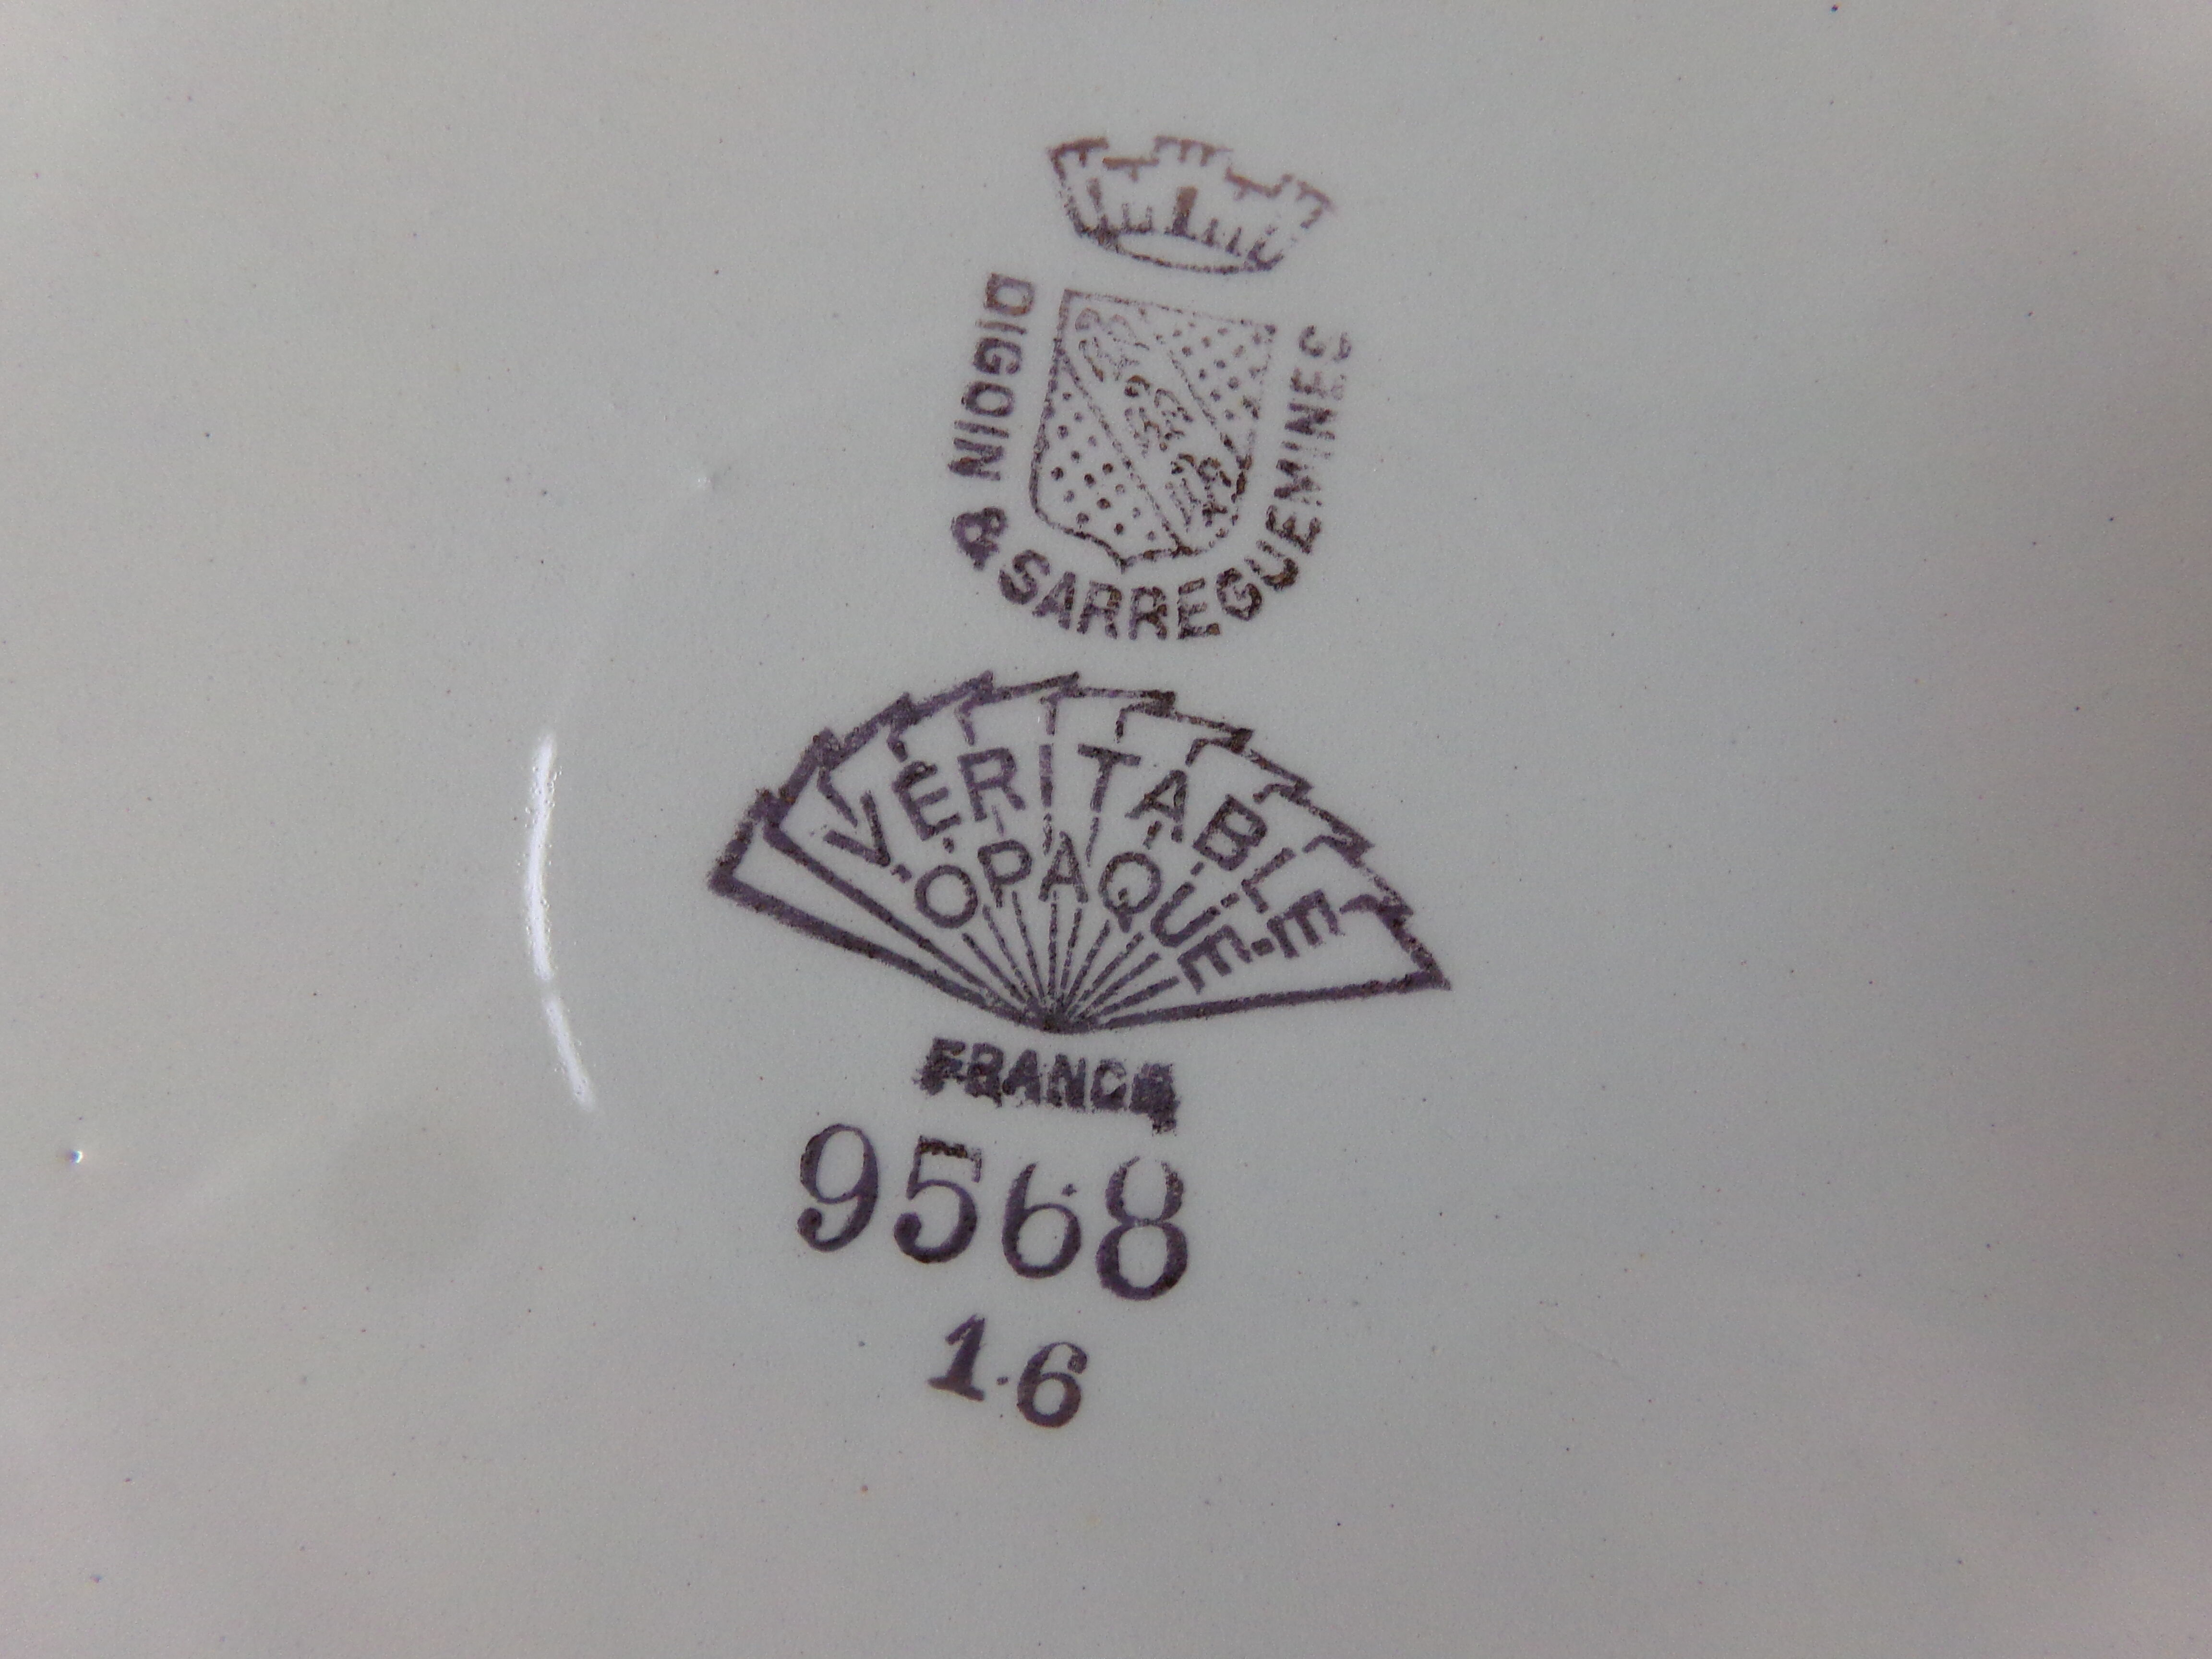 DIGOIN & SARREGUEMINES
VÉRITABLE
OPAQUE
FRANCE
9568
1.6